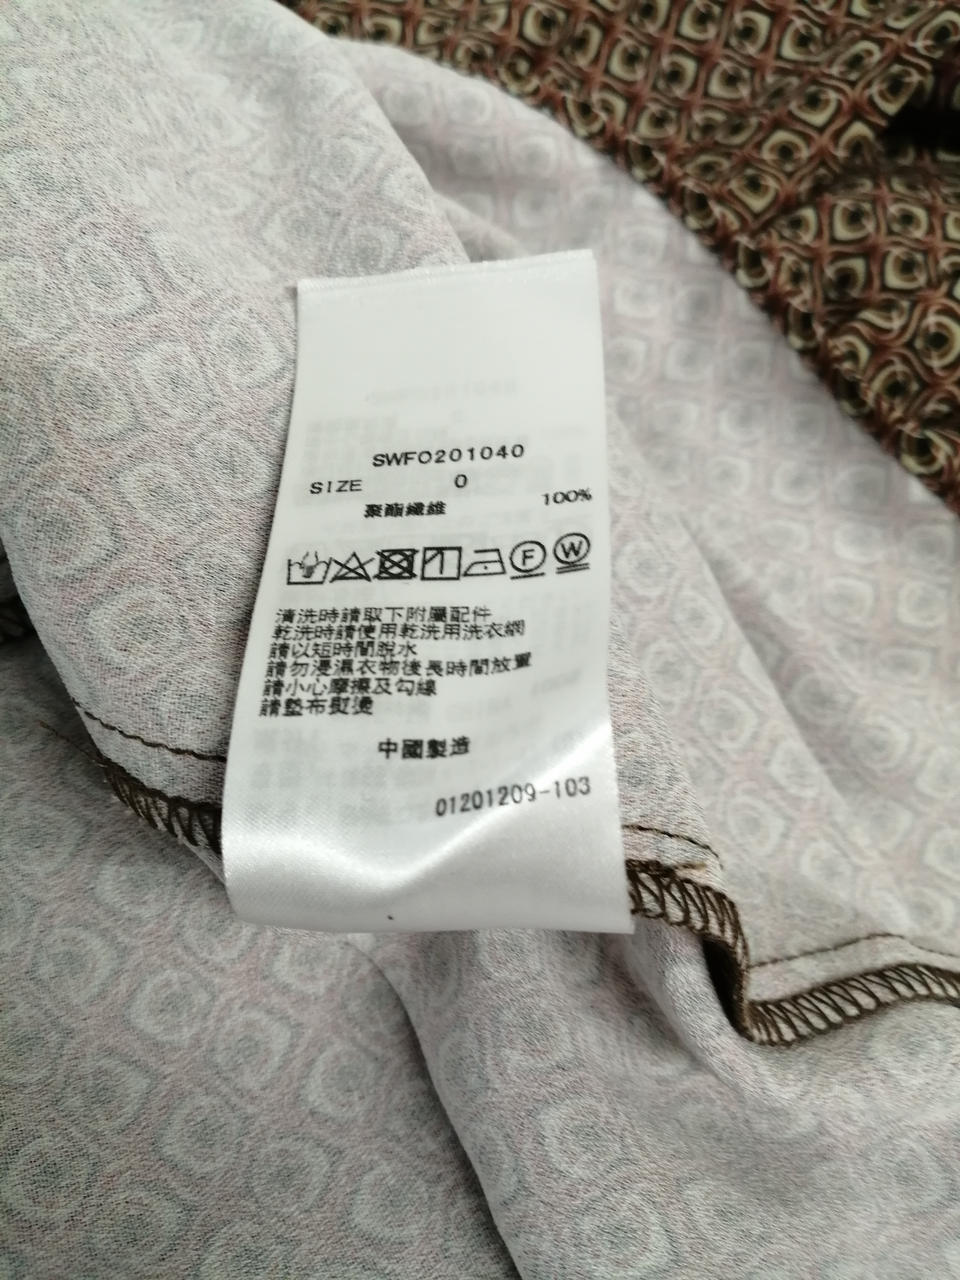 SWFO201040
SIZE 0
聚酯纖維 100%
F W
清洗時請取下附屬配件
乾洗時請使用乾洗用洗衣網
請以短時間脫水
請勿浸濕衣物後長時間放置
請小心摩擦及勾線
請墊布熨燙
中國製造
01201209-103